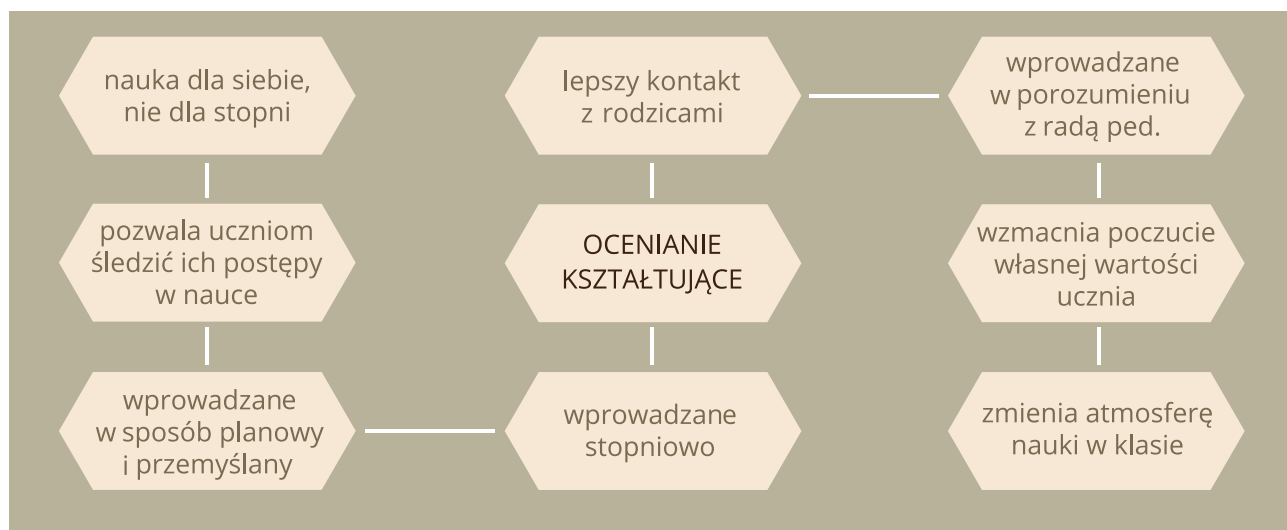 nauka dla siebie,
nie dla stopni
lepszy kontakt
z rodzicami
wprowadzane
w porozumieniu
z radą ped.
pozwala uczniom
śledzić ich postępy
w nauce
OCENIANIE
KSZTAŁTUJĄCE
wzmacnia poczucie
własnej wartości
ucznia
wprowadzane
w sposób planowy
i przemyślany
wprowadzane
stopniowo
zmienia atmosferę
nauki w klasie